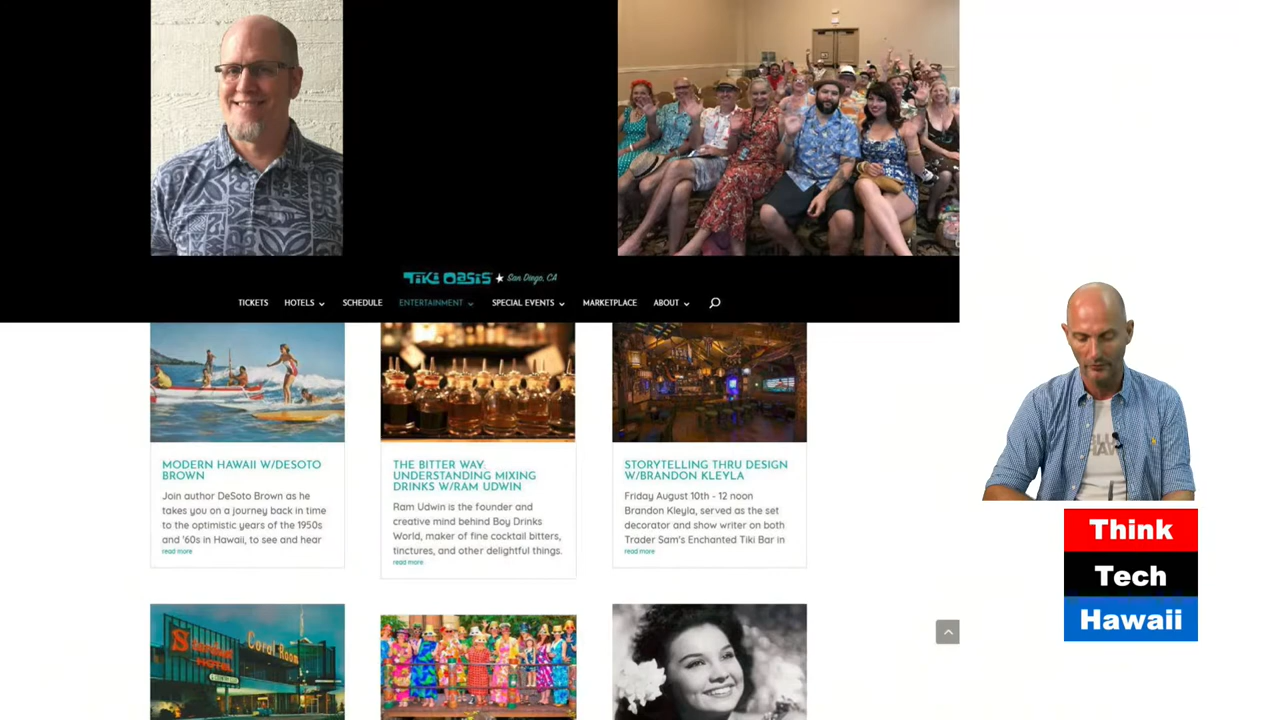 TIKI OASIS ★ San Diego, CA
TICKETS HOTELS SCHEDULE ENTERTAINMENT SPECIAL EVENTS MARKETPLACE ABOUT
MODERN HAWAII W/DESOTO
BROWN
Join author DeSoto Brown as he
takes you on a journey back in time
to the optimistic years of the 1950s
and '60s in Hawaii, to see and hear
read more
THE BITTER WAY:
UNDERSTANDING MIXING
DRINKS W/RAM UDWIN
Ram Udwin is the founder and
creative mind behind Boy Drinks
World, maker of fine cocktail bitters,
tinctures, and other delightful things.
read more
STORYTELLING THRU DESIGN
W/BRANDON KLEYLA
Friday August 10th - 12 noon
Brandon Kleyla, served as the set
decorator and show writer on both
Trader Sam's Enchanted Tiki Bar in
read more
Coral Room
Think
Tech
Hawaii